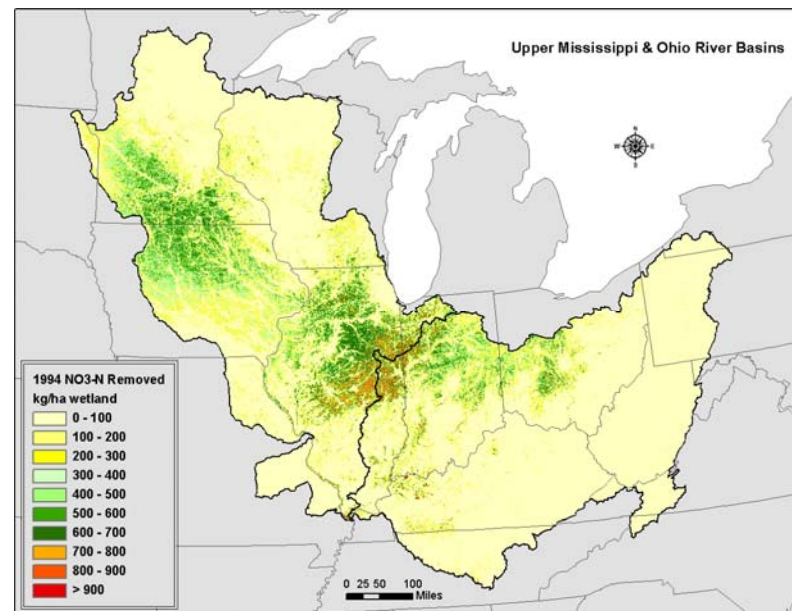 Upper Mississippi & Ohio River Basins
N
W E
S
1994 NO3-N Removed
kg/ha wetland
0 - 100
100 - 200
200 - 300
300 - 400
400 - 500
500 - 600
600 - 700
700 - 800
800 - 900
> 900
0 25 50 100
Miles